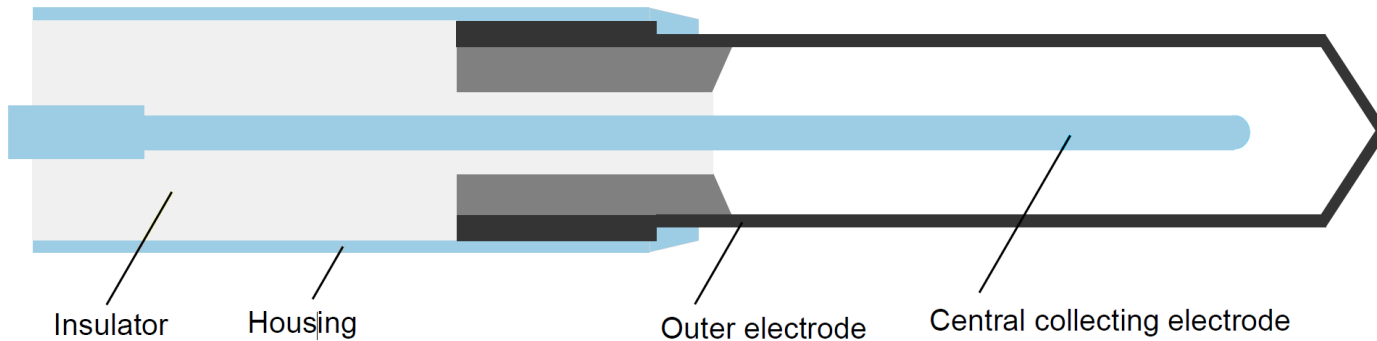 Insulator
Housing
Outer electrode
Central collecting electrode